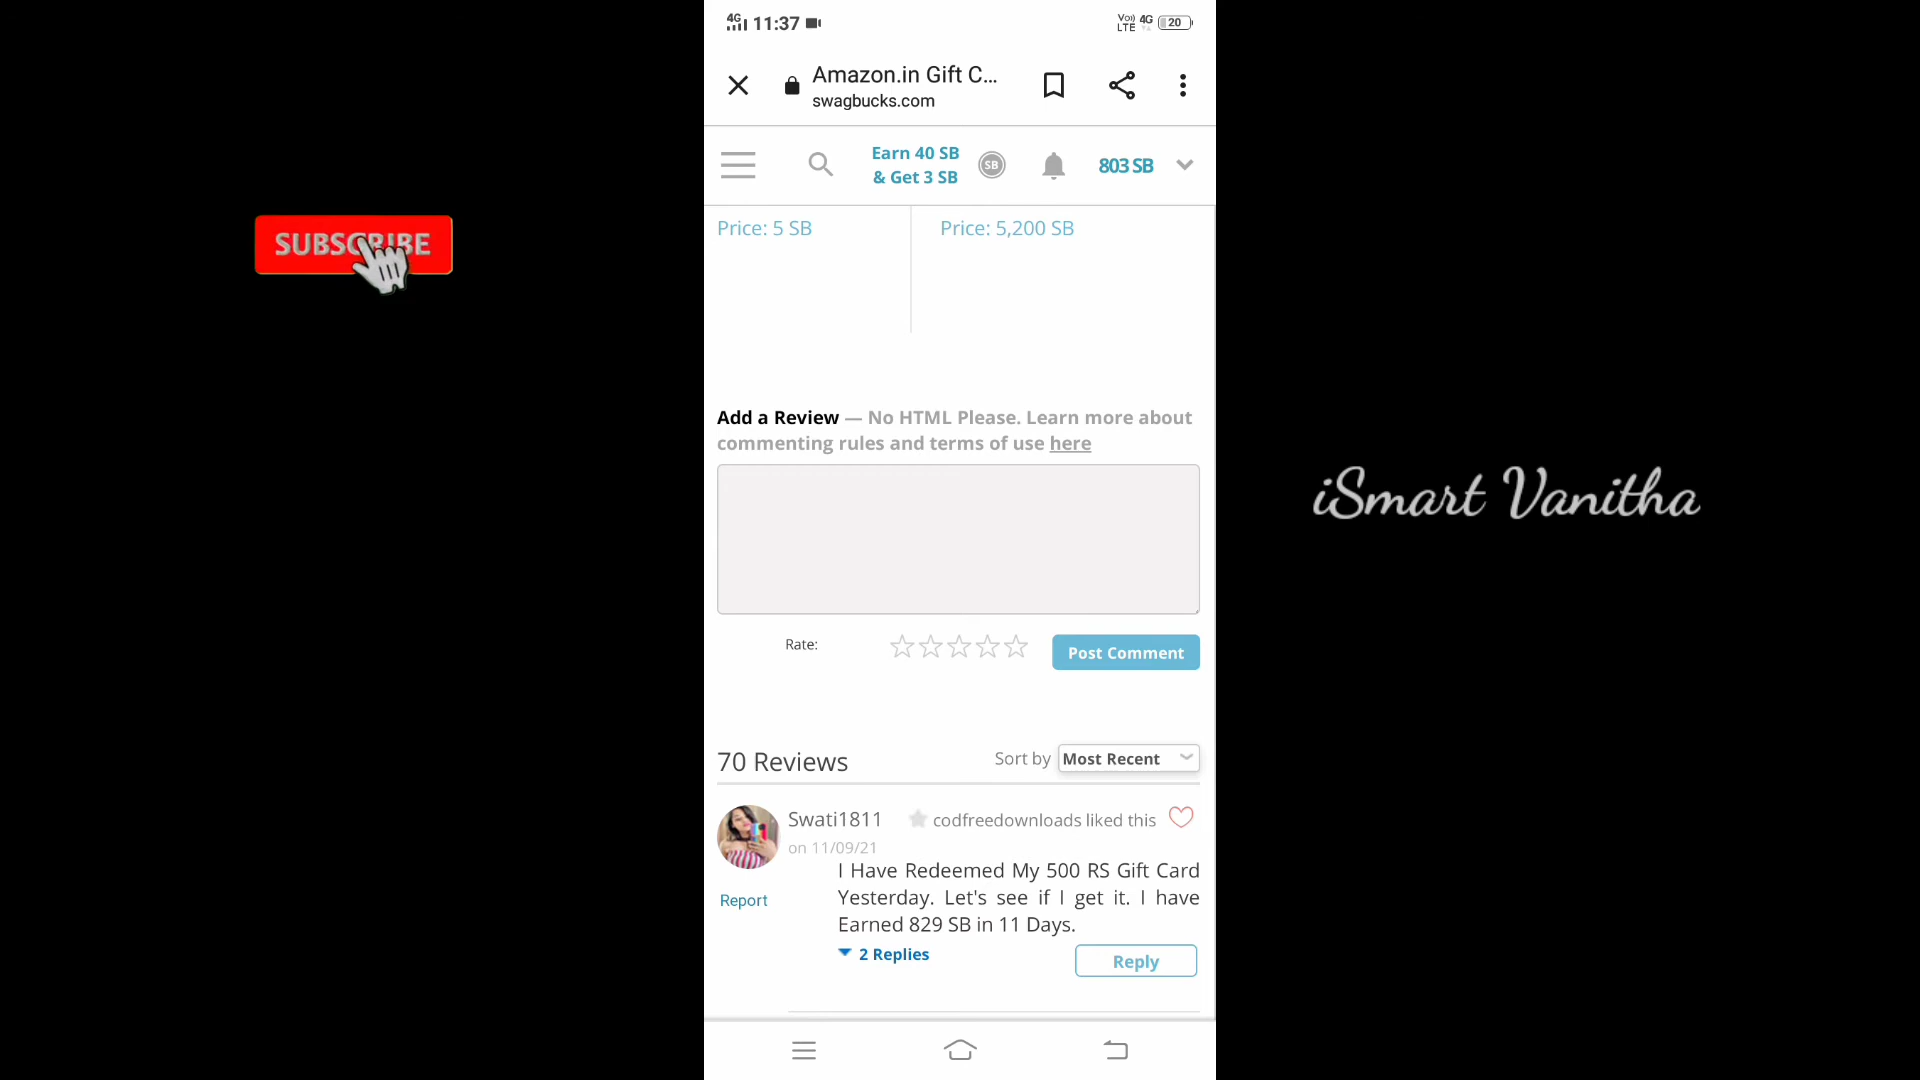 4G 11:37
Vo)) LTE 4G 20
Amazon.in Gift C...
swagbucks.com
Earn 40 SB
& Get 3 SB
SB
803 SB
Price: 5 SB
Price: 5,200 SB
SUBSCRIBE
Add a Review — No HTML Please. Learn more about
commenting rules and terms of use here
iSmart Vanitha
Rate:
Post Comment
70 Reviews
Sort by Most Recent
Swati1811
codfreedownloads liked this
on 11/09/21
I Have Redeemed My 500 RS Gift Card
Yesterday. Let's see if I get it. I have
Earned 829 SB in 11 Days.
Report
2 Replies
Reply